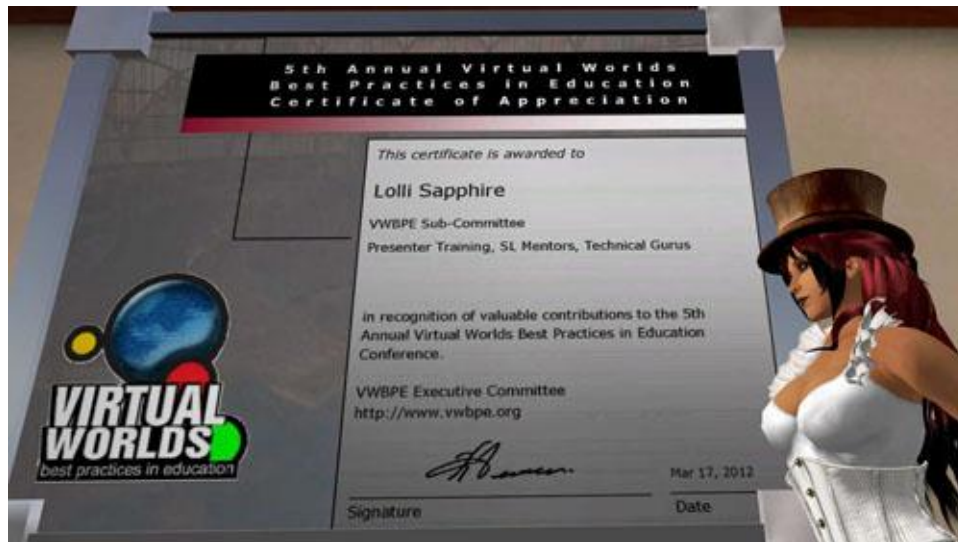 5th Annual Virtual Worlds
Best Practices in Education
Certificate of Appreciation
This certificate is awarded to
Lolli Sapphire
VWBPE Sub-Committee
Presenter Training, SL Mentors, Technical Gurus
in recognition of valuable contributions to the 5th
Annual Virtual Worlds Best Practices in Education
Conference.
VWBPE Executive Committee
http://www.vwbpe.org
Mar 17, 2012
Signature Date
VIRTUAL
WORLDS
best practices in education